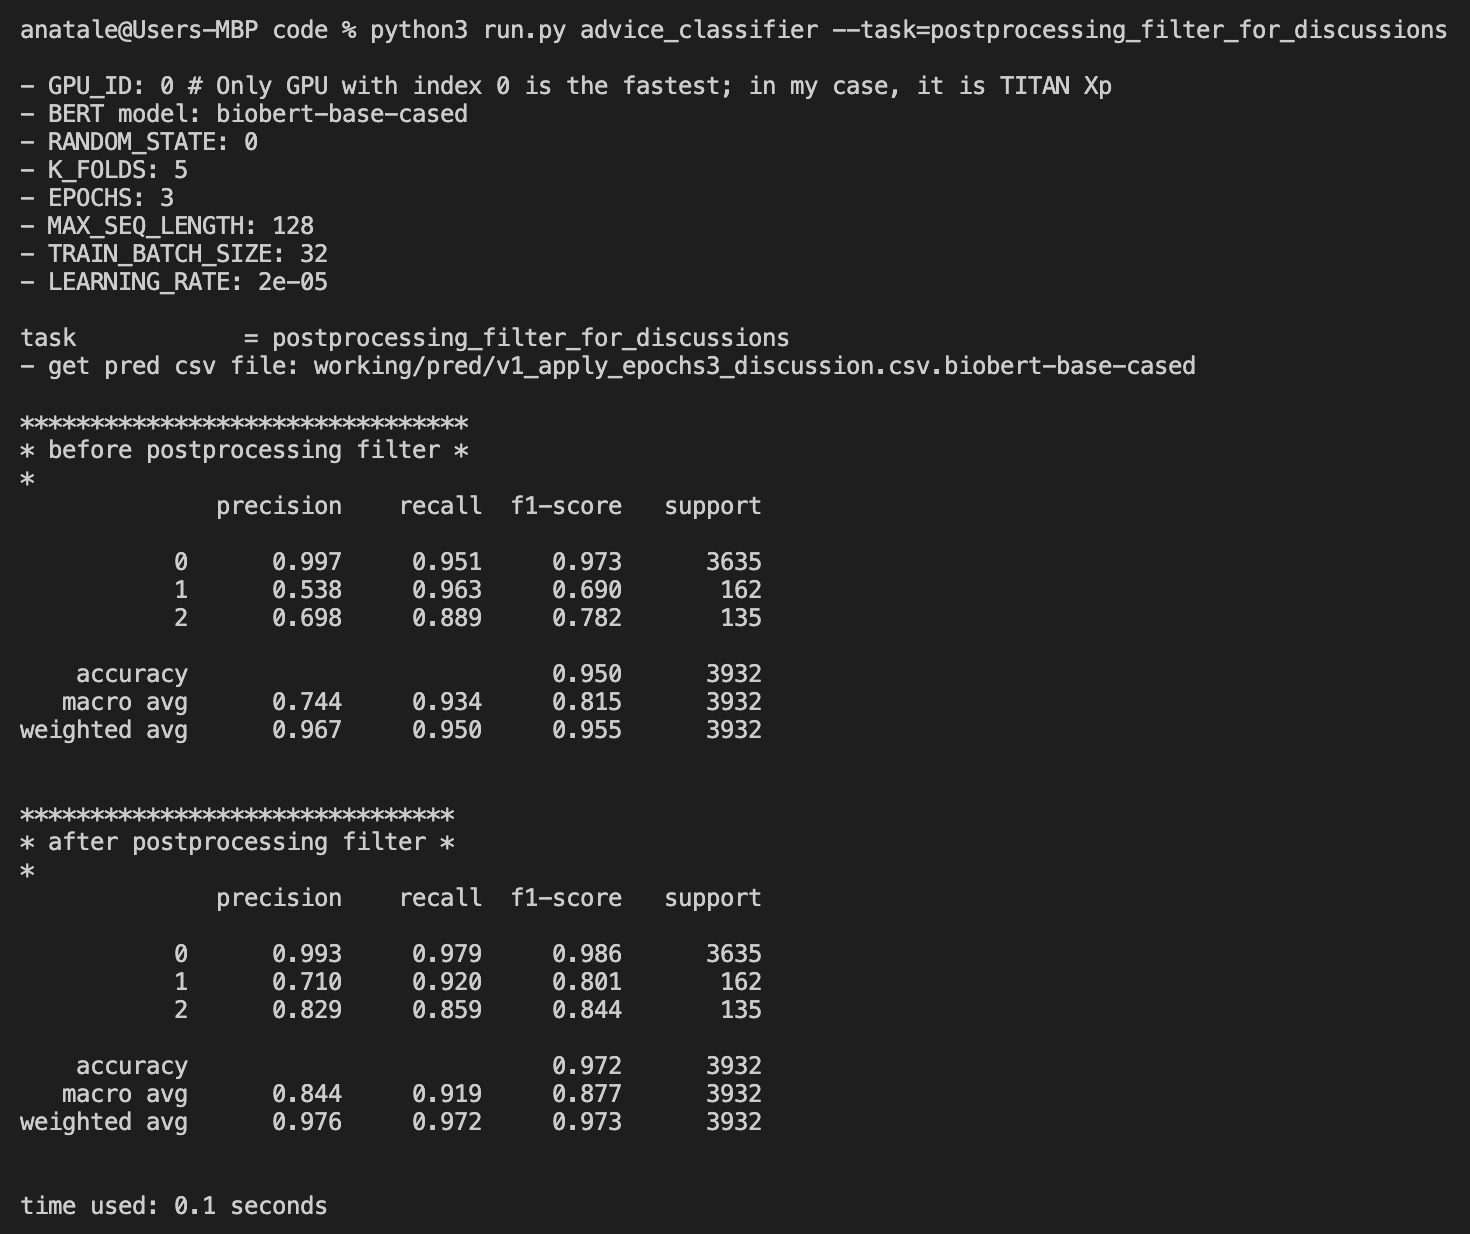 anatale@Users-MBP code % python3 run.py advice_classifier --task=postprocessing_filter_for_discussions
- GPU_ID: 0 # Only GPU with index 0 is the fastest; in my case, it is TITAN Xp
- BERT model: biobert-base-cased
- RANDOM_STATE: 0
- K_FOLDS: 5
- EPOCHS: 3
- MAX_SEQ_LENGTH: 128
- TRAIN_BATCH_SIZE: 32
- LEARNING_RATE: 2e-05
task            = postprocessing_filter_for_discussions
- get pred csv file: working/pred/v1_apply_epochs3_discussion.csv.biobert-base-cased
********************************
* before postprocessing filter *
*
              precision    recall  f1-score   support
           0      0.997     0.951     0.973      3635
           1      0.538     0.963     0.690       162
           2      0.698     0.889     0.782       135
    accuracy                          0.950      3932
   macro avg      0.744     0.934     0.815      3932
weighted avg      0.967     0.950     0.955      3932
*******************************
* after postprocessing filter *
*
              precision    recall  f1-score   support
           0      0.993     0.979     0.986      3635
           1      0.710     0.920     0.801       162
           2      0.829     0.859     0.844       135
    accuracy                          0.972      3932
   macro avg      0.844     0.919     0.877      3932
weighted avg      0.976     0.972     0.973      3932
time used: 0.1 seconds